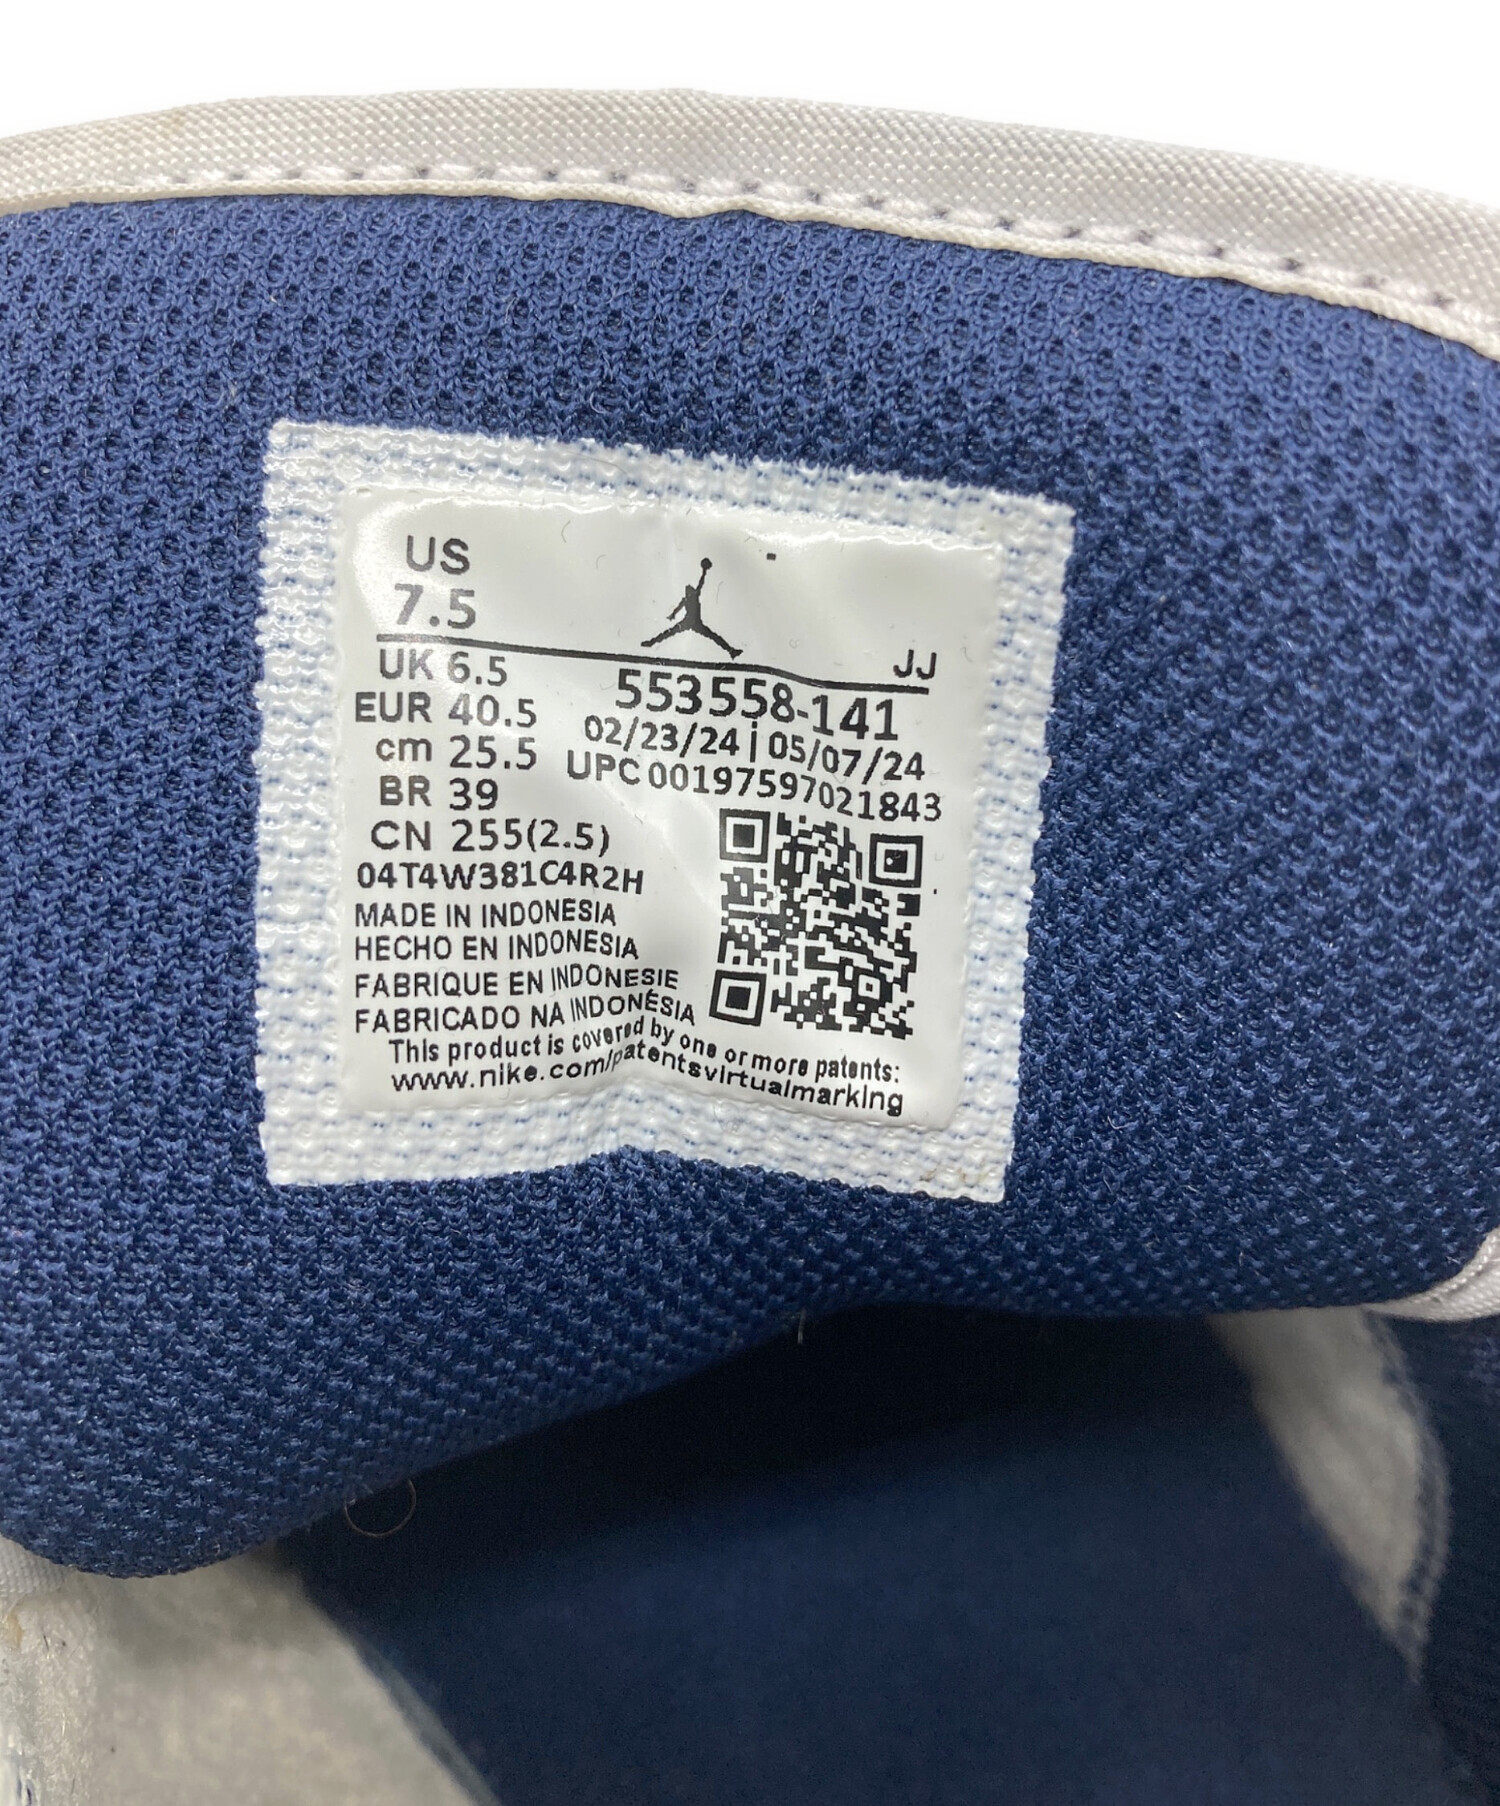 US
7.5
JJ
UK 6.5
EUR 40.5
cm 25.5
BR 39
CN 255(2.5)
553558-141
02/23/24 | 05/07/24
UPC 00197597021843
04T4W381C4R2H
MADE IN INDONESIA
HECHO EN INDONESIA
FABRIQUE EN INDONESIE
FABRICADO NA INDONÉSIA
This product is covered by one or more patents:
www.nike.com/patentsvirtualmarking